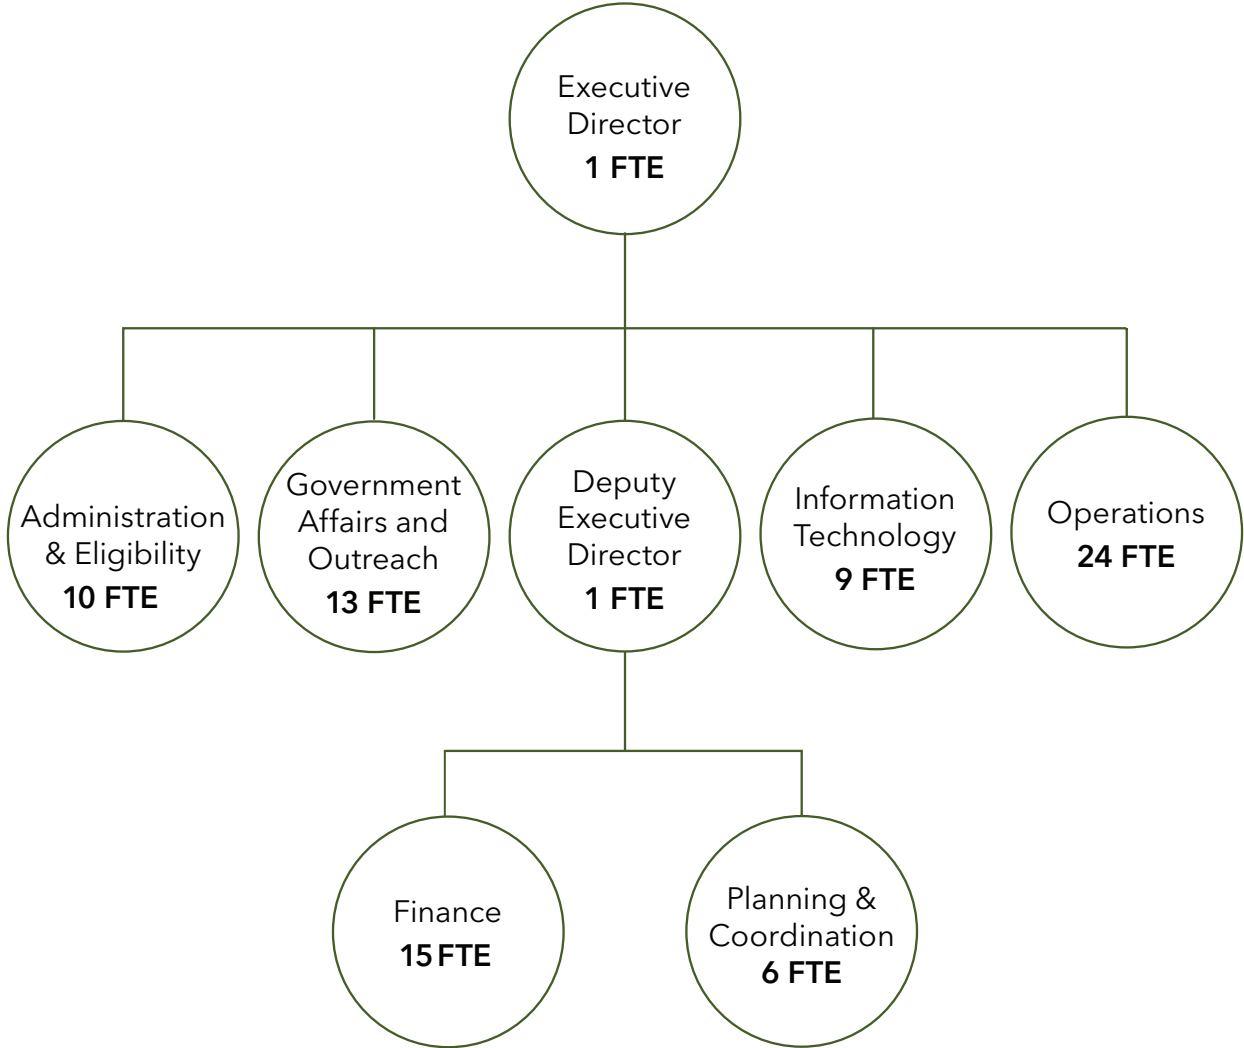 Executive
Director
1 FTE
Administration
& Eligibility
10 FTE
Government
Affairs and
Outreach
13 FTE
Deputy
Executive
Director
1 FTE
Information
Technology
9 FTE
Operations
24 FTE
Finance
15 FTE
Planning &
Coordination
6 FTE